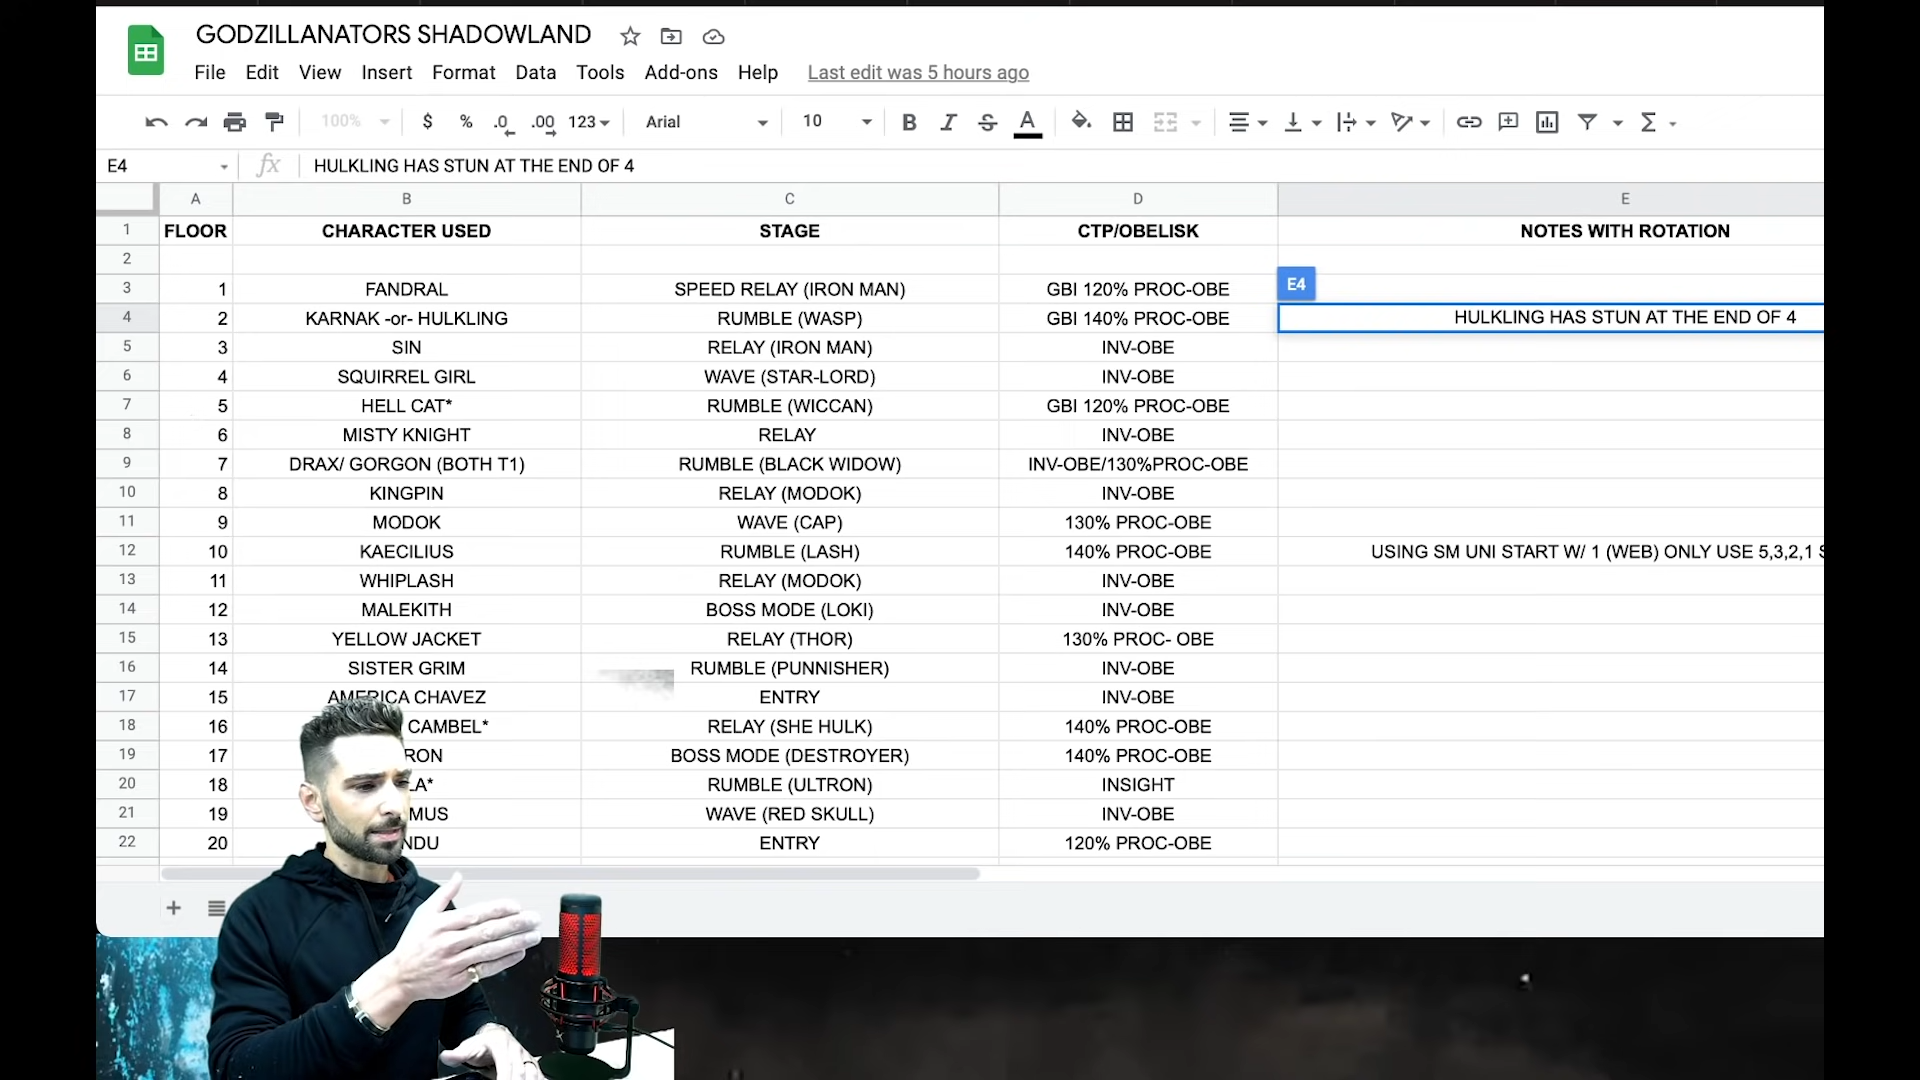 GODZILLANATORS SHADOWLAND
File Edit View Insert Format Data Tools Add-ons Help Last edit was 5 hours ago
100% $ % .0 .00 123 Arial 10 B I S A
E4 fx HULKLING HAS STUN AT THE END OF 4
A B C D E
1 FLOOR CHARACTER USED STAGE CTP/OBELISK NOTES WITH ROTATION
2
E4
3 1 FANDRAL SPEED RELAY (IRON MAN) GBI 120% PROC-OBE
4 2 KARNAK -or- HULKLING RUMBLE (WASP) GBI 140% PROC-OBE HULKLING HAS STUN AT THE END OF 4
5 3 SIN RELAY (IRON MAN) INV-OBE
6 4 SQUIRREL GIRL WAVE (STAR-LORD) INV-OBE
7 5 HELL CAT* RUMBLE (WICCAN) GBI 120% PROC-OBE
8 6 MISTY KNIGHT RELAY INV-OBE
9 7 DRAX/ GORGON (BOTH T1) RUMBLE (BLACK WIDOW) INV-OBE/130%PROC-OBE
10 8 KINGPIN RELAY (MODOK) INV-OBE
11 9 MODOK WAVE (CAP) 130% PROC-OBE
12 10 KAECILIUS RUMBLE (LASH) 140% PROC-OBE USING SM UNI START W/ 1 (WEB) ONLY USE 5,3,2,1
13 11 WHIPLASH RELAY (MODOK) INV-OBE
14 12 MALEKITH BOSS MODE (LOKI) INV-OBE
15 13 YELLOW JACKET RELAY (THOR) 130% PROC- OBE
16 14 SISTER GRIM RUMBLE (PUNNISHER) INV-OBE
17 15 AMERICA CHAVEZ ENTRY INV-OBE
18 16 CAMBEL* RELAY (SHE HULK) 140% PROC-OBE
19 17 RON BOSS MODE (DESTROYER) 140% PROC-OBE
20 18 LA* RUMBLE (ULTRON) INSIGHT
21 19 MUS WAVE (RED SKULL) INV-OBE
22 20 NDU ENTRY 120% PROC-OBE